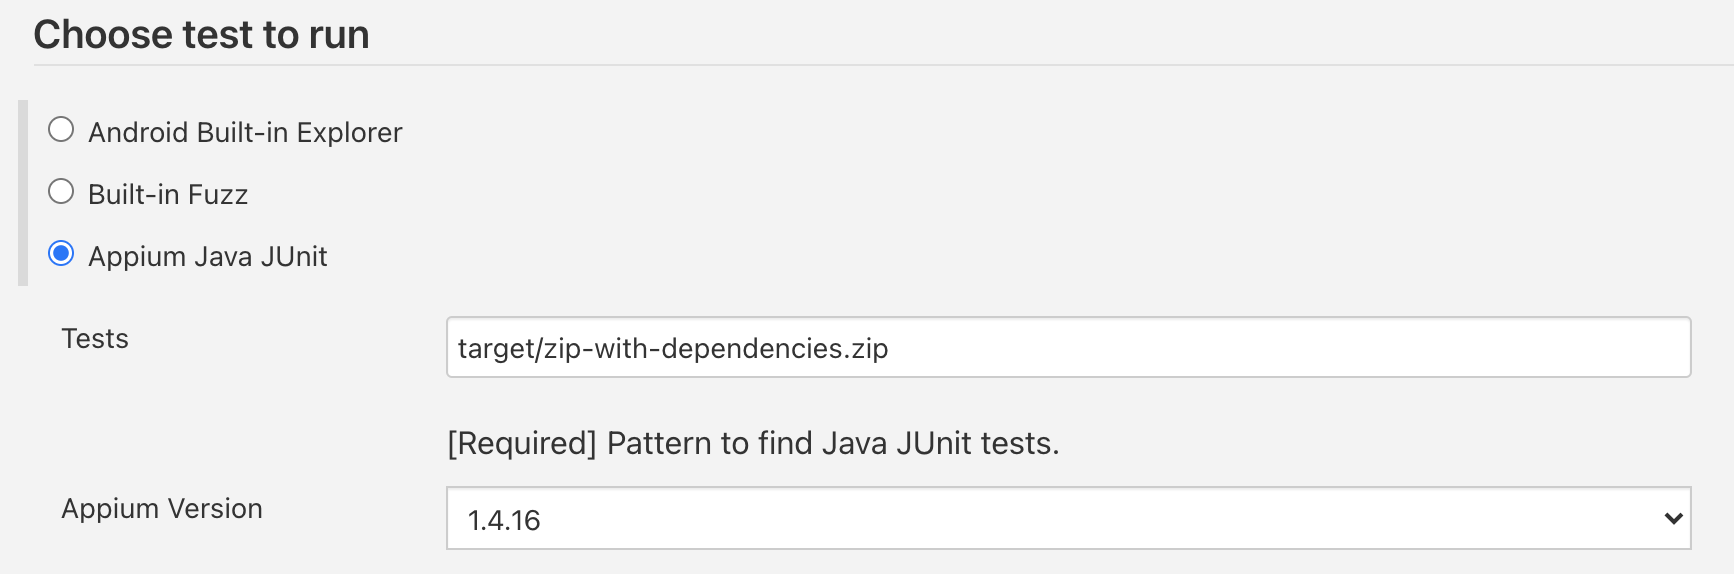 Choose test to run
Android Built-in Explorer
Built-in Fuzz
Appium Java JUnit
Tests
target/zip-with-dependencies.zip
[Required] Pattern to find Java JUnit tests.
Appium Version
1.4.16